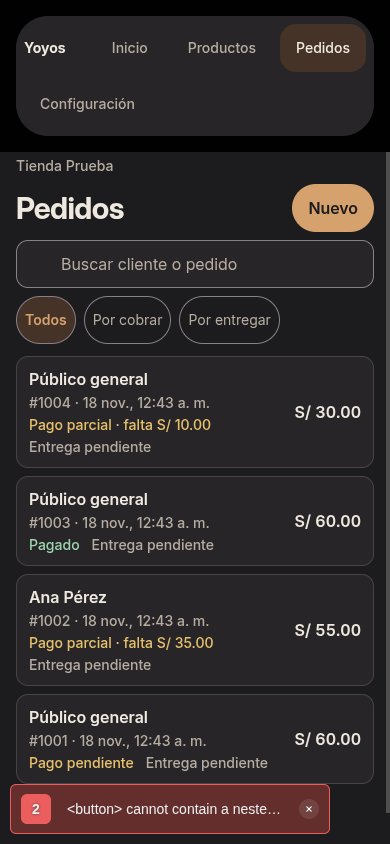 Yoyos Inicio Productos Pedidos
Configuración
Tienda Prueba
Pedidos Nuevo
Buscar cliente o pedido
Todos Por cobrar Por entregar
Público general
#1004 · 18 nov., 12:43 a. m.
S/ 30.00
Pago parcial · falta S/ 10.00
Entrega pendiente
Público general
#1003 · 18 nov., 12:43 a. m.
S/ 60.00
Pagado Entrega pendiente
Ana Pérez
#1002 · 18 nov., 12:43 a. m.
S/ 55.00
Pago parcial · falta S/ 35.00
Entrega pendiente
Público general
#1001 · 18 nov., 12:43 a. m.
S/ 60.00
Pago pendiente Entrega pendiente
2 <button> cannot contain a neste... ×